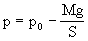 p = p₀ − Mg/S